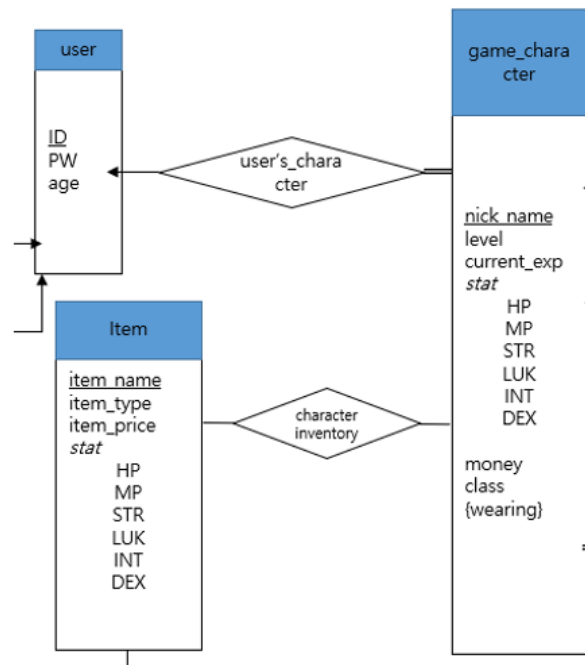 user
ID
PW
age
user's_chara
cter
game_chara
cter
nick_name
level
current_exp
stat
HP
MP
STR
LUK
INT
DEX
money
class
{wearing}
Item
item_name
item_type
item_price
stat
HP
MP
STR
LUK
INT
DEX
character
inventory